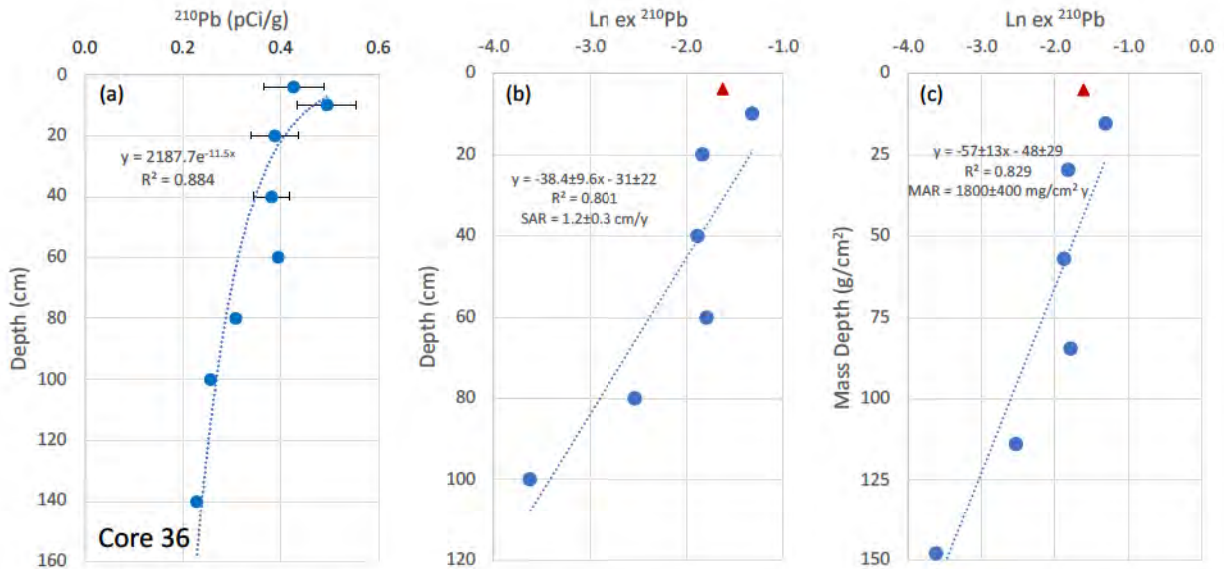 ²¹⁰Pb (pCi/g)
0.0 0.2 0.4 0.6
0
20
40
60
80
100
120
140
160
Depth (cm)
(a)
y = 2187.7e⁻¹¹·⁵ˣ
R² = 0.884
Core 36
Ln ex ²¹⁰Pb
-4.0 -3.0 -2.0 -1.0
0
20
40
60
80
100
120
Depth (cm)
(b)
y = -38.4±9.6x - 31±22
R² = 0.801
SAR = 1.2±0.3 cm/y
Ln ex ²¹⁰Pb
-4.0 -3.0 -2.0 -1.0 0.0
0
25
50
75
100
125
150
Mass Depth (g/cm²)
(c)
y = -57±13x - 48±29
R² = 0.829
MAR = 1800±400 mg/cm² y